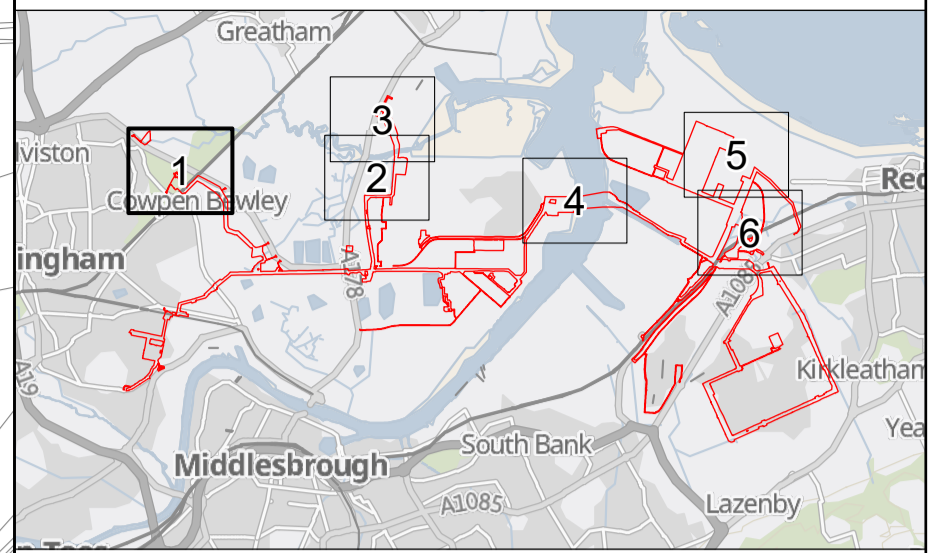 Greatham
lviston
3
5
1
2
Red
Cowpen Bewley
4
6
ingham
A178
A1085
A19
Kirkleatham
Yea
South Bank
Middlesbrough
A1085
Lazenby
n-Tees